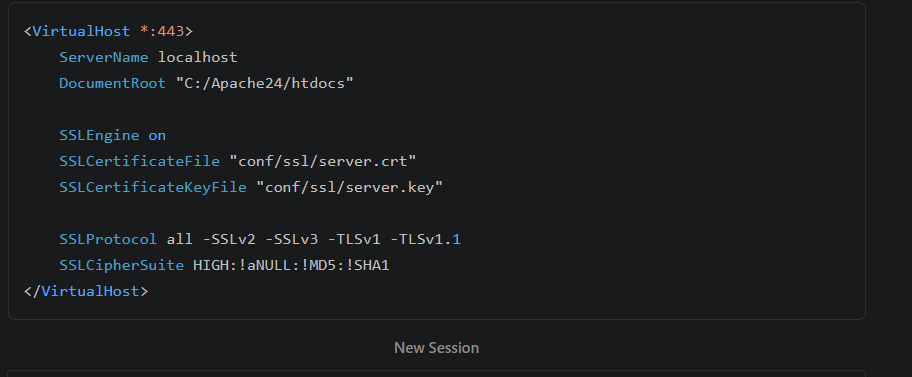 <VirtualHost *:443>
ServerName localhost
DocumentRoot "C:/Apache24/htdocs"
SSLEngine on
SSLCertificateFile "conf/ssl/server.crt"
SSLCertificateKeyFile "conf/ssl/server.key"
SSLProtocol all -SSLv2 -SSLv3 -TLSv1 -TLSv1.1
SSLCipherSuite HIGH:!aNULL:!MD5:!SHA1
</VirtualHost>
New Session